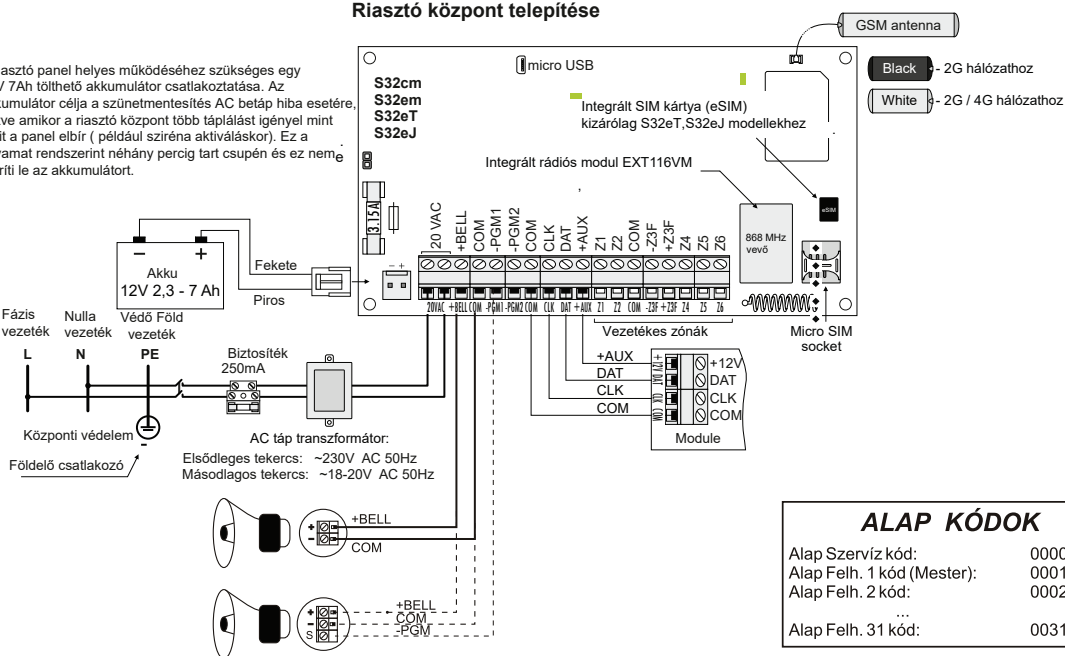 Riasztó központ telepítése
GSM antenna
asztó panel helyes működéséhez szükséges egy
V 7Ah tölthető akkumulátor csatlakoztatása. Az
kumulátor célja a szünetmentesítés AC betáp hiba esetére,
tve amikor a riasztó központ több táplálást igényel mint
it a panel elbír ( például sziréna aktiváláskor). Ez a
yamat rendszerint néhány percig tart csupén és ez nem
ríti le az akkumulátort.
micro USB
Black - 2G hálózathoz
White - 2G / 4G hálózathoz
S32cm
S32em
S32eT
S32eJ
Integrált SIM kártya (eSIM)
kizárólag S32eT,S32eJ modellekhez
e
Integrált rádiós modul EXT116VM
3.15A
eSIM
868 MHz
vevő
20 VAC +BELL COM -PGM1 -PGM2 COM CLK DAT +AUX Z1 Z2 COM -Z3F +Z3F Z4 Z5 Z6
20VAC +BELL COM -PGM1 -PGM2 COM CLK DAT +AUX Z1 Z2 COM -Z3F +Z3F Z4 Z5 Z6
- +
Akku
12V 2,3 - 7 Ah
Fekete
Piros
Vezetékes zónák
Micro SIM
socket
Fázis
vezeték
Nulla
vezeték
Védő Föld
vezeték
L N PE
Biztosíték
250mA
+AUX
DAT
CLK
COM
+12V DAT
CLK COM
+12V
DAT
CLK
COM
Module
Központi védelem
Földelő csatlakozó
AC táp transzformátor:
Elsődleges tekercs: ~230V AC 50Hz
Másodlagos tekercs: ~18-20V AC 50Hz
+BELL
COM
+
-
+BELL
COM
-PGM
+
-
S
ALAP KÓDOK
Alap Szervíz kód: 0000
Alap Felh. 1 kód (Mester): 0001
Alap Felh. 2 kód: 0002
...
Alap Felh. 31 kód: 0031